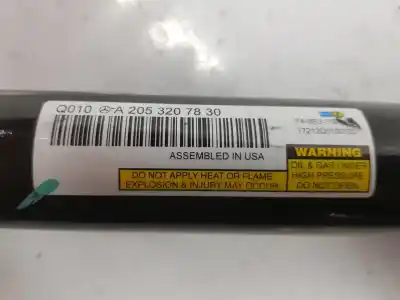 Q010 A 205 320 78 30
ASSEMBLED IN USA
DO NOT APPLY HEAT OR FLAME
EXPLOSION & INJURY MAY OCCUR!
WARNING
OIL & GAS UNDER
HIGH PRESSURE
DO NOT OPEN